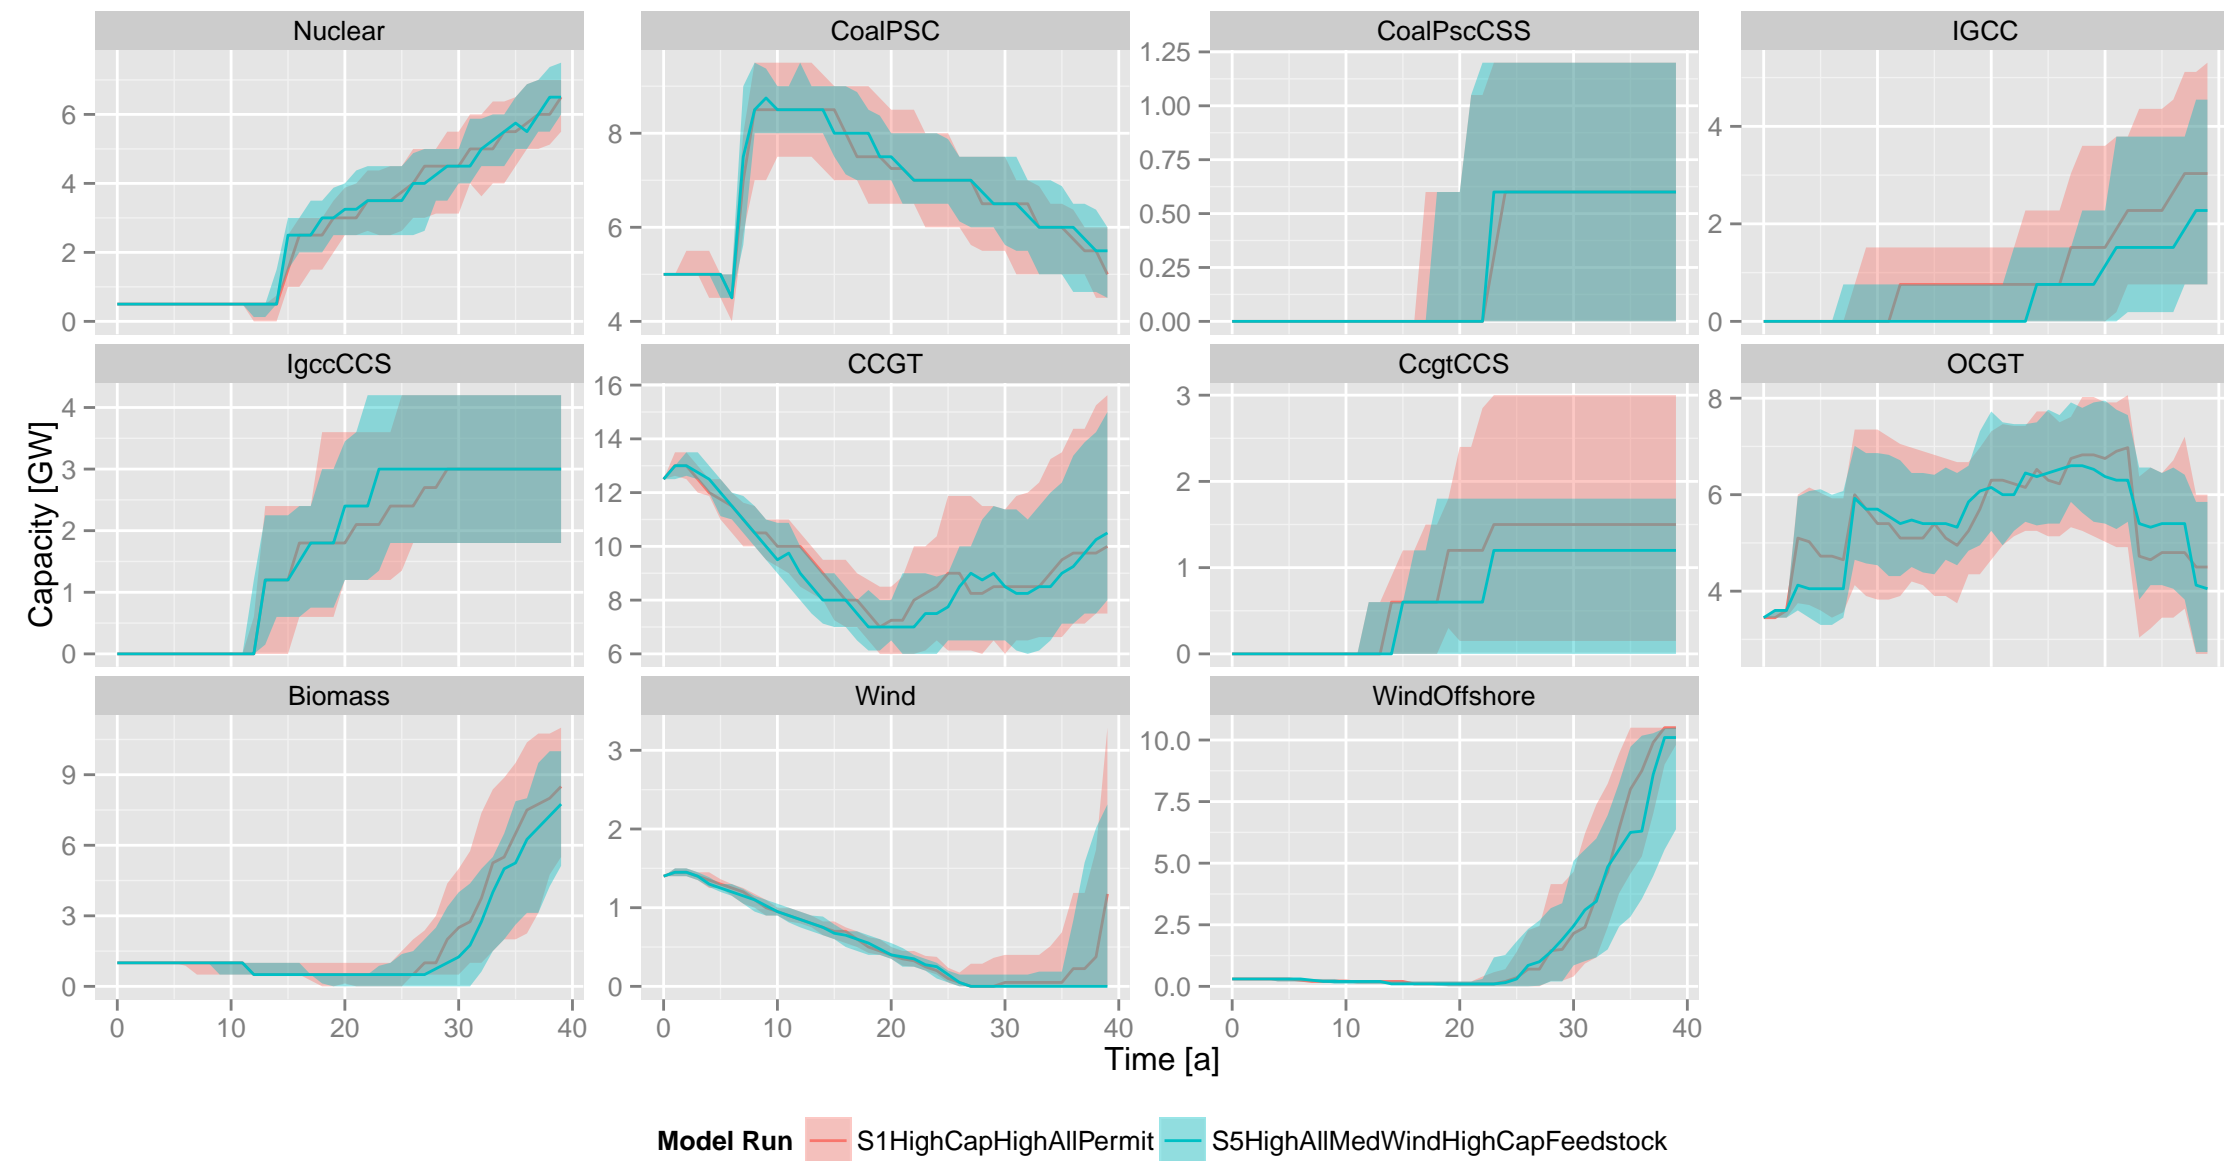 Nuclear CoalPSC CoalPscCSS IGCC
0 2 4 6
4 6 8
0.00 0.25 0.50 0.75 1.00 1.25
0 2 4
IgccCCS CCGT CcgtCCS OCGT
0 1 2 3 4
6 8 10 12 14 16
0 1 2 3
4 6 8
Capacity [GW]
Biomass Wind WindOffshore
0 3 6 9
0 1 2 3
0.0 2.5 5.0 7.5 10.0
0 10 20 30 40 0 10 20 30 40 0 10 20 30 40
Time [a]
Model Run S1HighCapHighAllPermit S5HighAllMedWindHighCapFeedstock